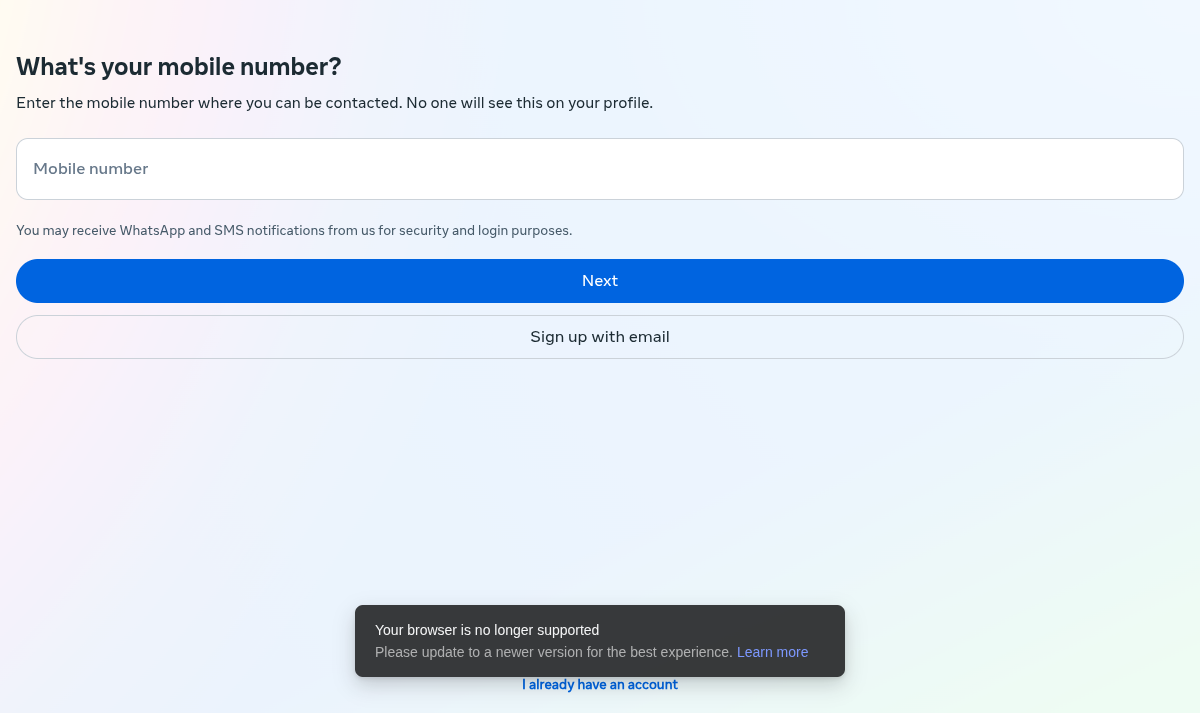 What's your mobile number?
Enter the mobile number where you can be contacted. No one will see this on your profile.
Mobile number
You may receive WhatsApp and SMS notifications from us for security and login purposes.
Next
Sign up with email
Your browser is no longer supported
Please update to a newer version for the best experience. Learn more
I already have an account